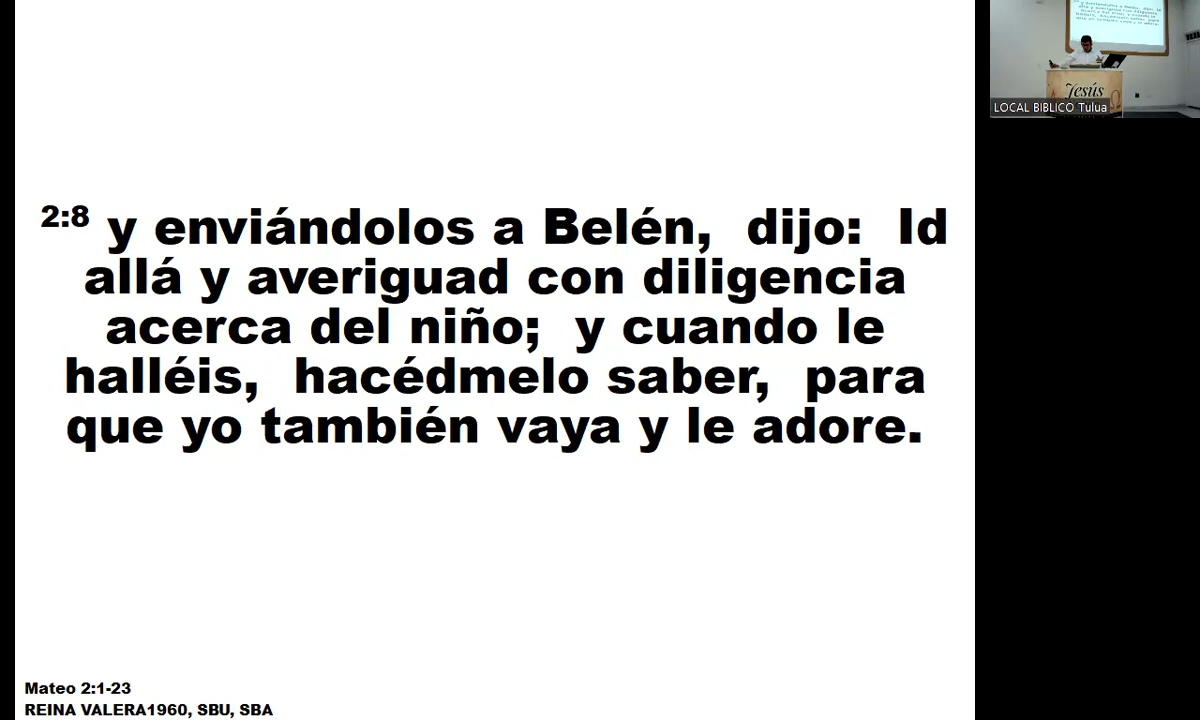 2:8 y enviándolos a Belén,  dijo:  Id
allá y averiguad con diligencia
acerca del niño;  y cuando le
halléis,  hacédmelo saber,  para
que yo también vaya y le adore.
Mateo 2:1-23
REINA VALERA1960, SBU, SBA
Jesús
LOCAL BIBLICO Tulua